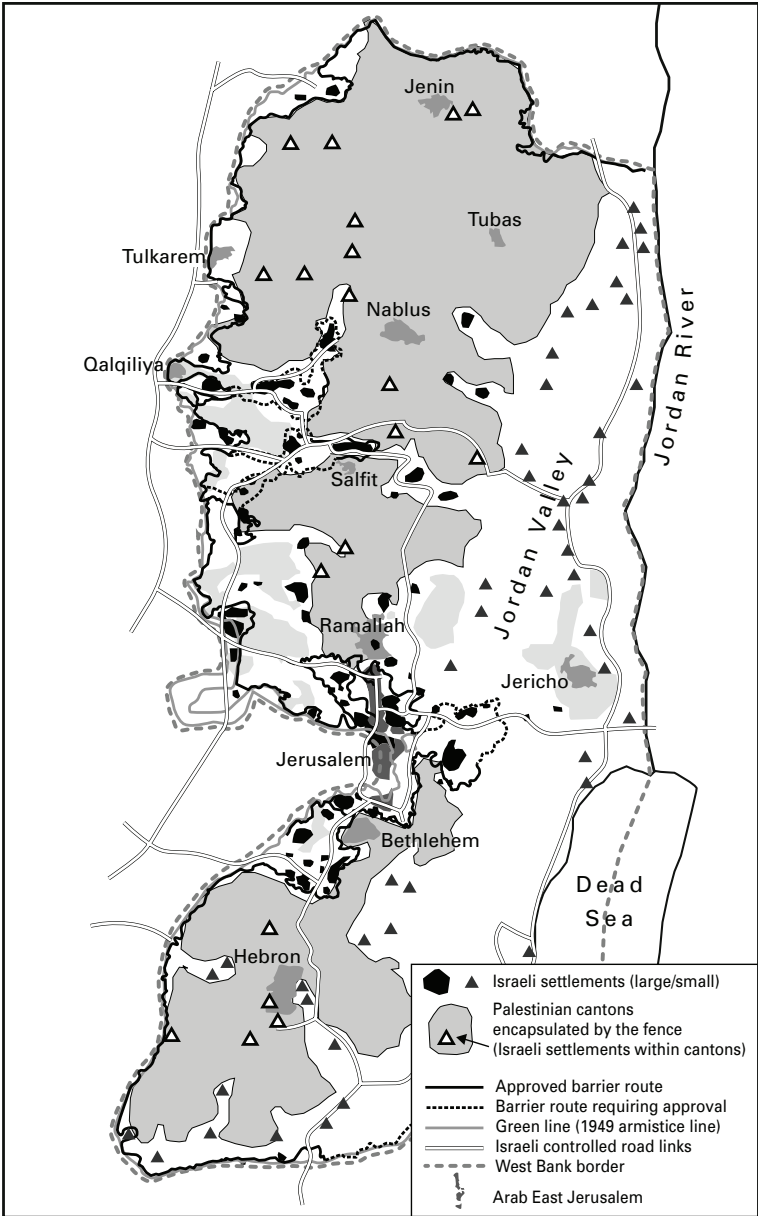 Jenin
Tubas
Tulkarem
Nablus
Qalqiliya
Jordan River
Salfit
Jordan Valley
Ramallah
Jericho
Jerusalem
Bethlehem
Dead
Sea
Hebron
Israeli settlements (large/small)
Palestinian cantons
encapsulated by the fence
(Israeli settlements within cantons)
Approved barrier route
Barrier route requiring approval
Green line (1949 armistice line)
Israeli controlled road links
West Bank border
Arab East Jerusalem